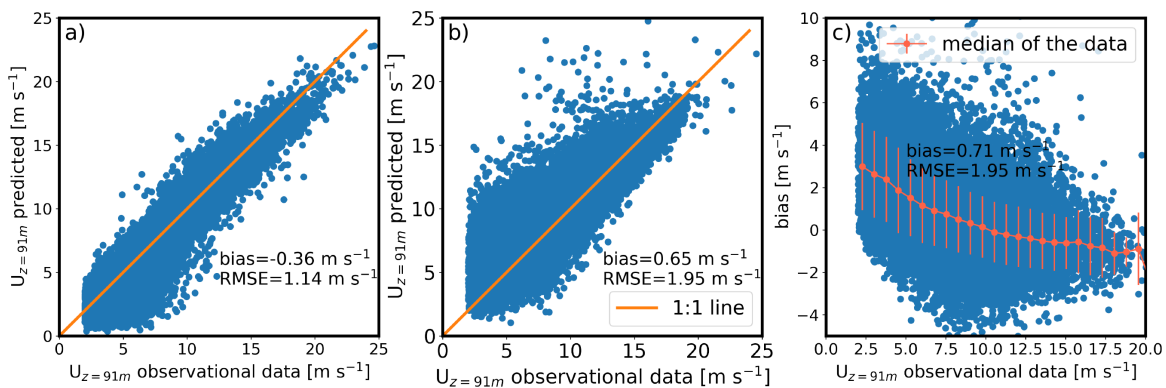 a)
25
20
15
10
5
0
U_{z=91m} predicted [m s⁻¹]
bias=-0.36 m s⁻¹
RMSE=1.14 m s⁻¹
0 5 10 15 20 25
U_{z=91m} observational data [m s⁻¹]
b)
25
20
15
10
5
0
U_{z=91m} predicted [m s⁻¹]
bias=0.65 m s⁻¹
RMSE=1.95 m s⁻¹
1:1 line
0 5 10 15 20 25
U_{z=91m} observational data [m s⁻¹]
c)
median of the data
10
8
6
4
2
0
−2
−4
bias [m s⁻¹]
bias=0.71 m s⁻¹
RMSE=1.95 m s⁻¹
0.0 2.5 5.0 7.5 10.0 12.5 15.0 17.5 20.0
U_{z=91m} observational data [m s⁻¹]